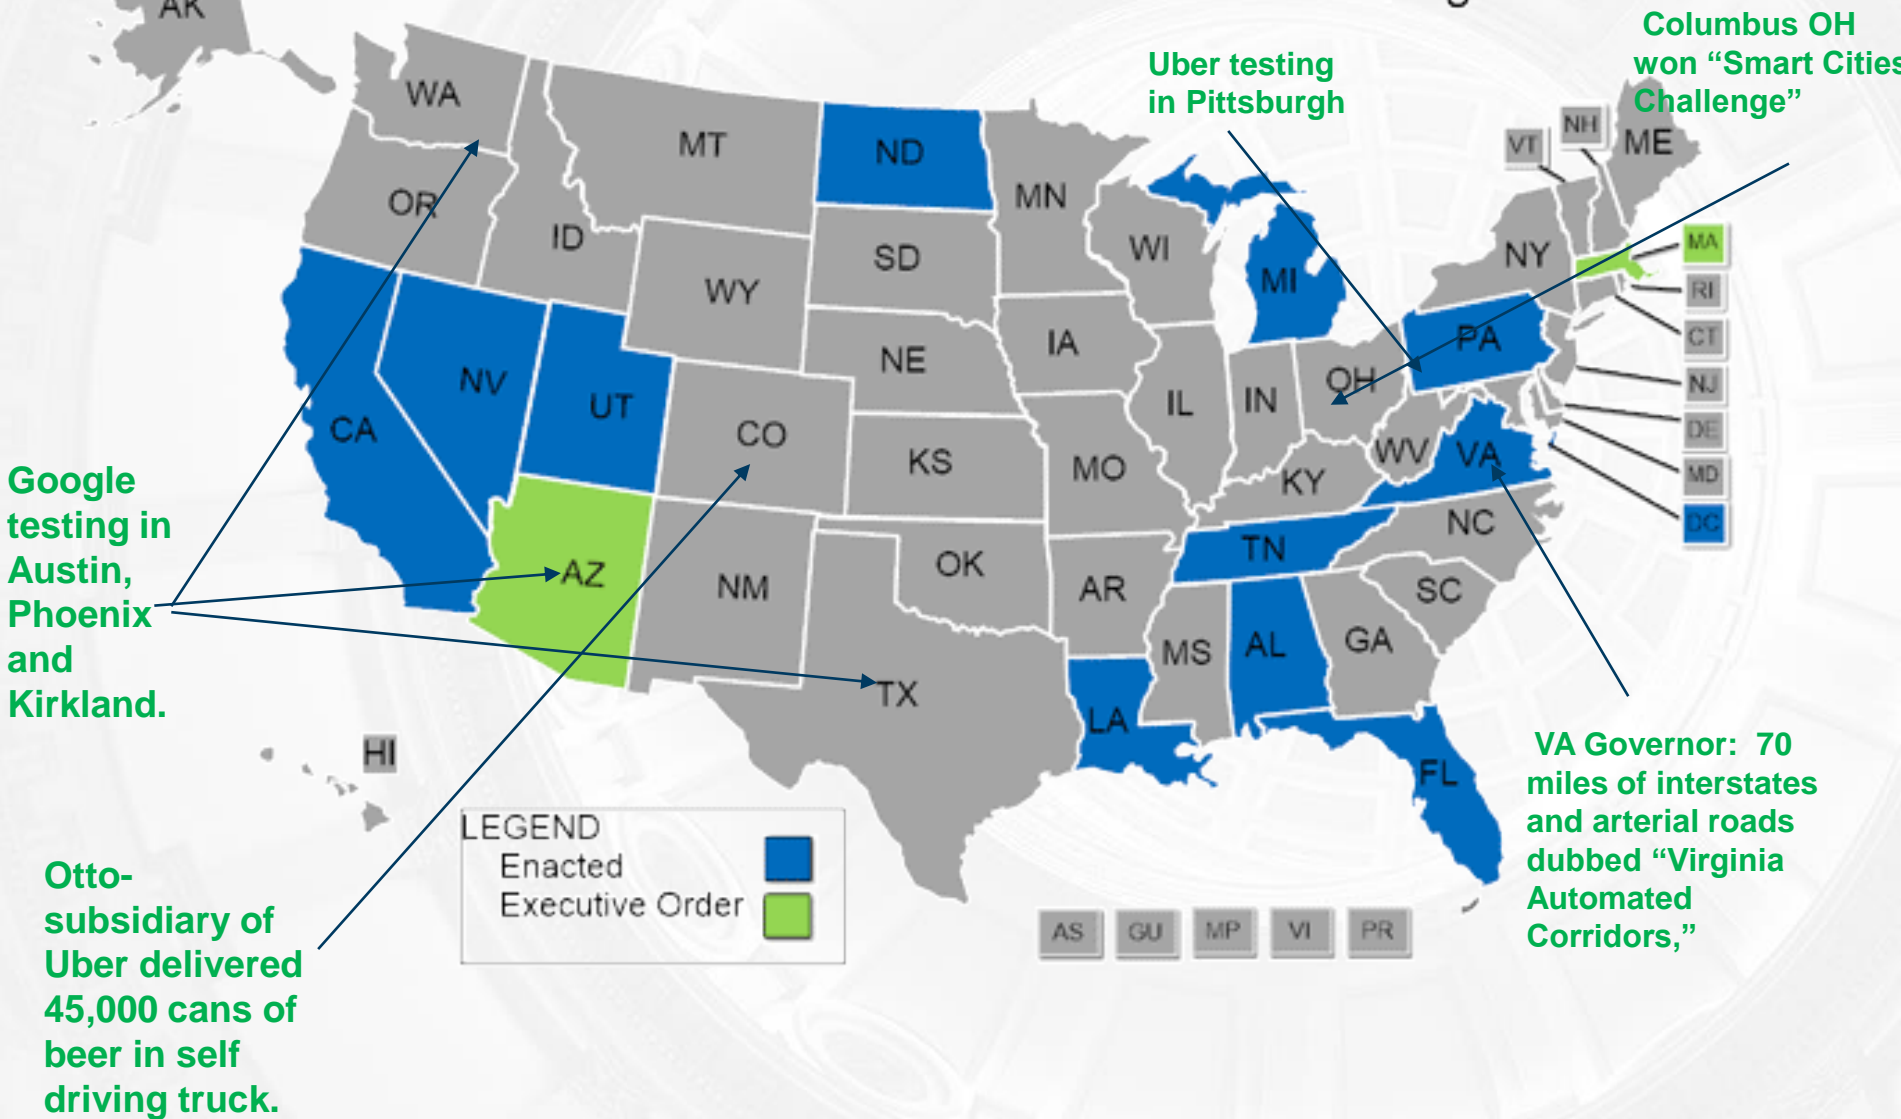 AK
Columbus OH
won “Smart Cities
Challenge”
Uber testing
in Pittsburgh
WA
MT
ND
MN
VT
NH
ME
OR
ID
SD
WI
NY
MA
WY
MI
RI
IA
NE
PA
CT
NV
UT
OH
NJ
CA
CO
IL
IN
DE
KS
MO
WV
VA
MD
KY
NC
DC
Google
testing in
Austin,
Phoenix
and
Kirkland.
AZ
NM
OK
AR
TN
SC
MS
AL
GA
TX
LA
FL
HI
VA Governor: 70
miles of interstates
and arterial roads
dubbed “Virginia
Automated
Corridors,”
LEGEND
Enacted
Executive Order
Otto-
subsidiary of
Uber delivered
45,000 cans of
beer in self
driving truck.
AS
GU
MP
VI
PR